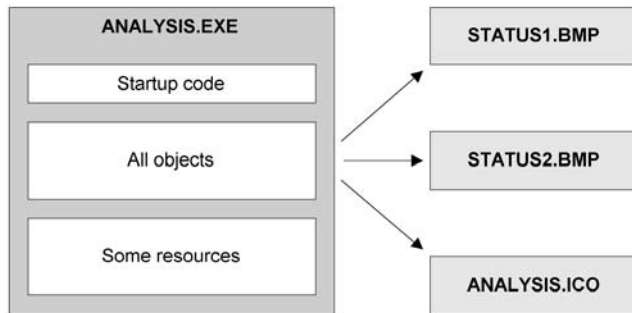 ANALYSIS.EXE
Startup code
All objects
Some resources
STATUS1.BMP
STATUS2.BMP
ANALYSIS.ICO